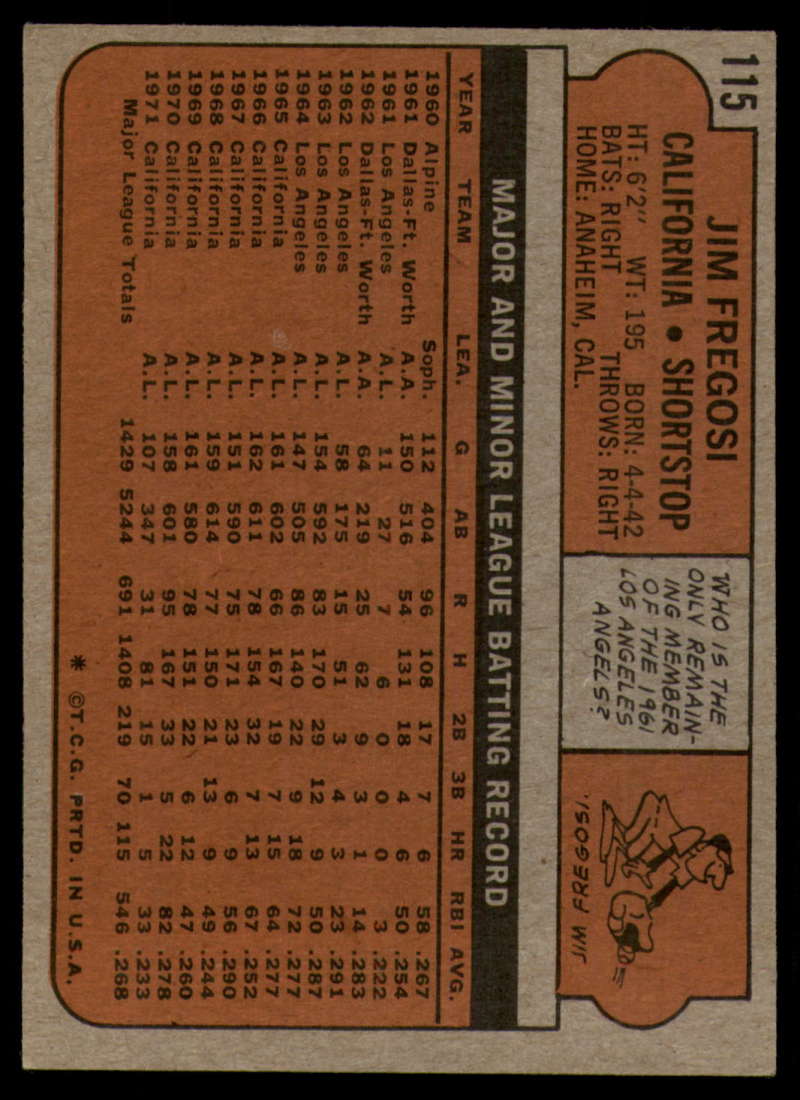 115
JIM FREGOSI
CALIFORNIA • SHORTSTOP
HT: 6'2" WT: 195 BORN: 4-4-42
BATS: RIGHT THROWS: RIGHT
HOME: ANAHEIM, CAL.
WHO IS THE
ONLY REMAIN-
ING MEMBER
OF THE 1961
LOS ANGELES
ANGELS?
JIM FREGOSI.
MAJOR AND MINOR LEAGUE BATTING RECORD
YEAR TEAM LEA. G AB R H 2B 3B HR RBI AVG.
1960 Alpine Soph. 112 404 96 108 17 7 6 58 .267
1961 Dallas-Ft. Worth A.A. 150 516 54 131 18 4 6 50 .254
1961 Los Angeles A.L. 11 27 7 6 0 0 0 3 .222
1962 Dallas-Ft. Worth A.A. 64 219 25 62 9 3 1 14 .283
1962 Los Angeles A.L. 58 175 15 51 3 4 3 23 .291
1963 Los Angeles A.L. 154 592 83 170 29 12 9 50 .287
1964 Los Angeles A.L. 147 505 86 140 22 9 18 72 .277
1965 California A.L. 161 602 66 167 19 7 15 64 .277
1966 California A.L. 162 611 78 154 32 7 13 67 .252
1967 California A.L. 151 590 75 171 23 6 9 56 .290
1968 California A.L. 159 614 77 150 21 13 9 49 .244
1969 California A.L. 161 580 78 151 22 6 12 47 .260
1970 California A.L. 158 601 95 167 33 5 22 82 .278
1971 California A.L. 107 347 31 81 15 1 5 33 .233
Major League Totals 1429 5244 691 1408 219 70 115 546 .268
* ©T.C.G. PRTD. IN U.S.A.